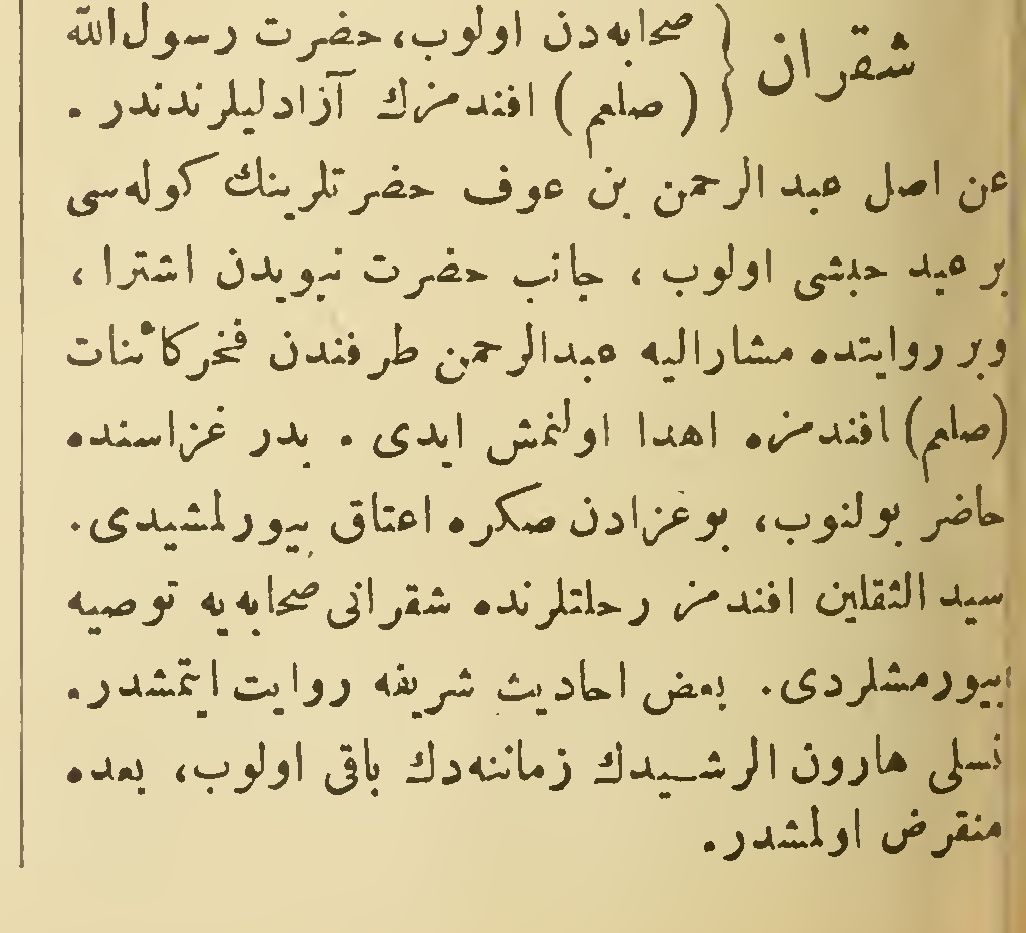 شقران { صحابه‌دن اولوب، حضرت رسول‌الله
{ ( صلعم ) افندمزك آزادلیلرندندر .
عن اصل عبد الرحمن بن عوف حضرتلرینك كوله‌سی
بر عبد حبشی اولوب ، جانب حضرت نبویدن اشترا ،
وبر روایتده مشارالیه عبدالرحمن طرفندن فخركائنات
(صلعم) افندمزه اهدا اولنمش ایدی . بدر غزاسنده
حاضر بولنوب، بوغزادن صكره اعتاق بیورلمشیدی.
سید الثقلین افندمز رحلتلرنده شقرانی صحابه‌یه توصیه
بیورمشلردی. بعض احادیث شریفه روایت ایتمشدر.
نسلی هارون الرشیدك زماننه‌دك باقی اولوب، بعده
منقرض اولمشدر.